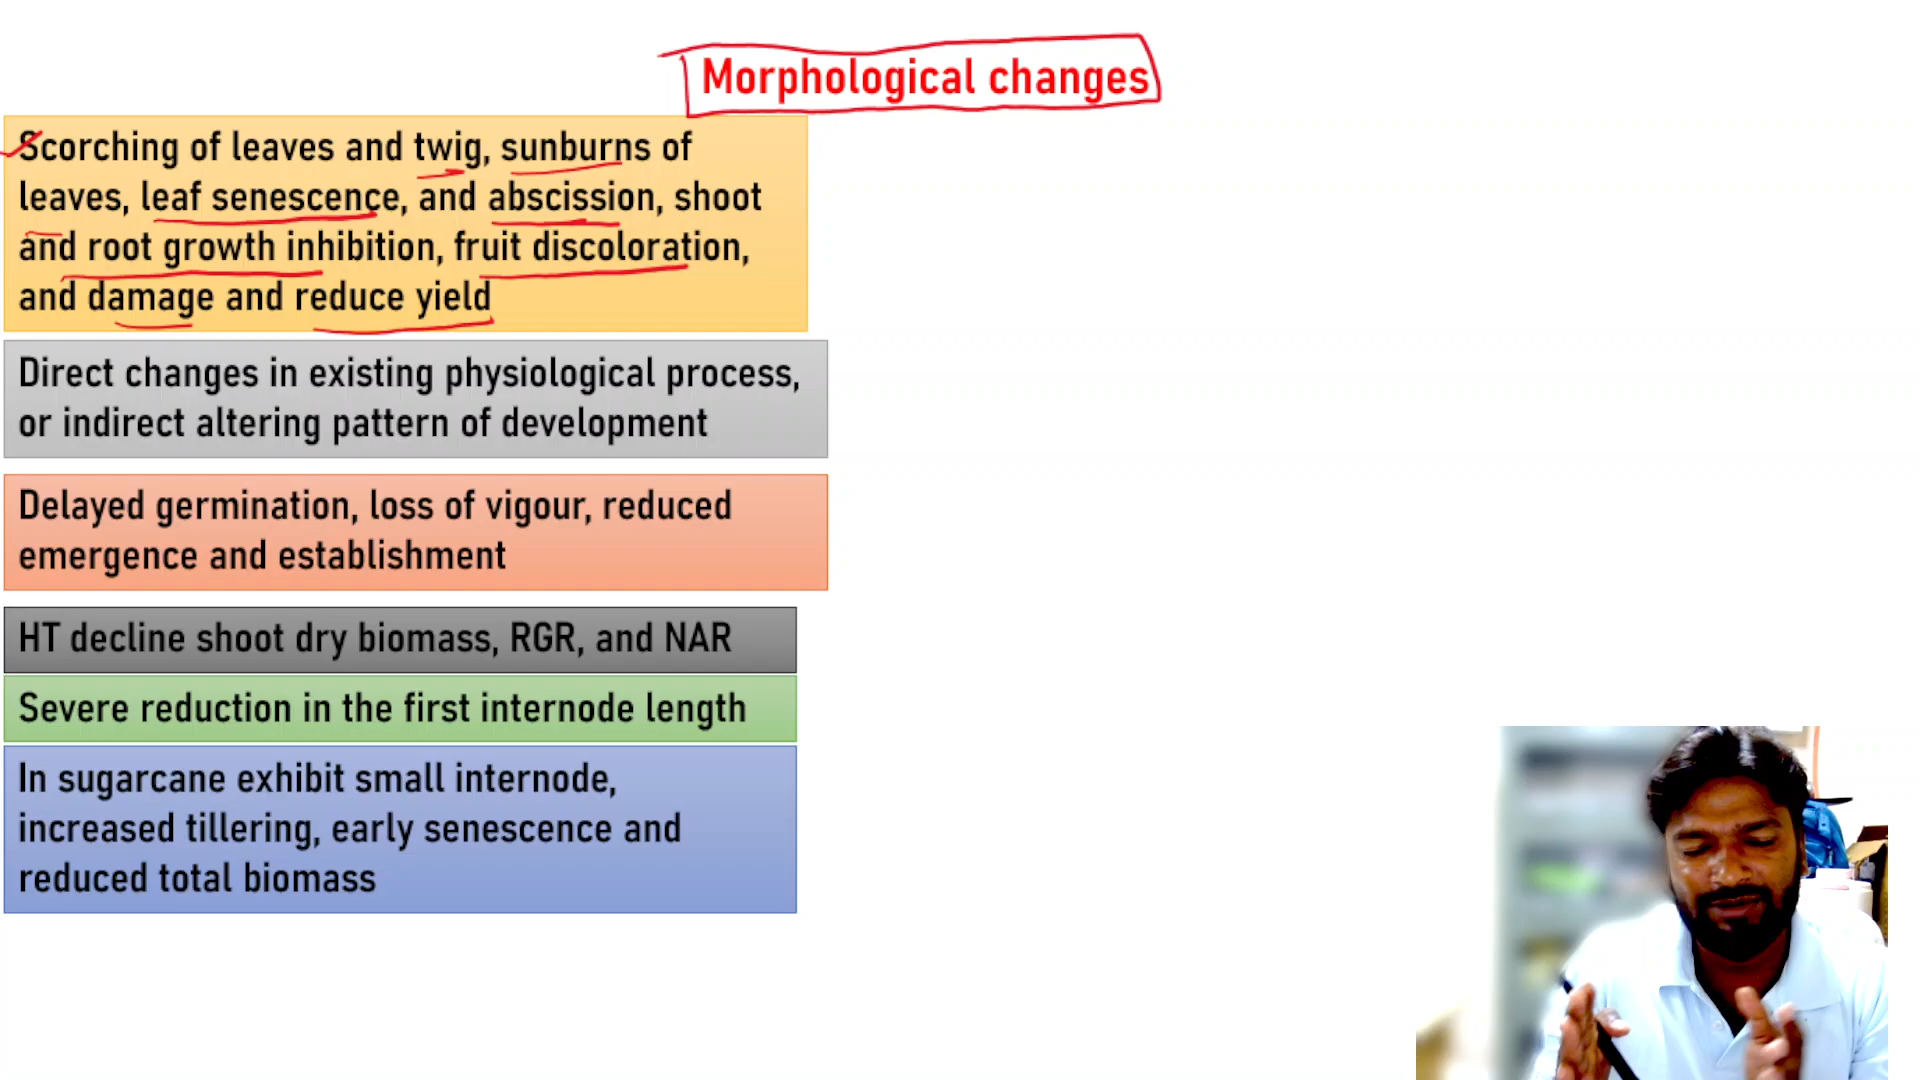 Morphological changes
Scorching of leaves and twig, sunburns of
leaves, leaf senescence, and abscission, shoot
and root growth inhibition, fruit discoloration,
and damage and reduce yield
Direct changes in existing physiological process,
or indirect altering pattern of development
Delayed germination, loss of vigour, reduced
emergence and establishment
HT decline shoot dry biomass, RGR, and NAR
Severe reduction in the first internode length
In sugarcane exhibit small internode,
increased tillering, early senescence and
reduced total biomass